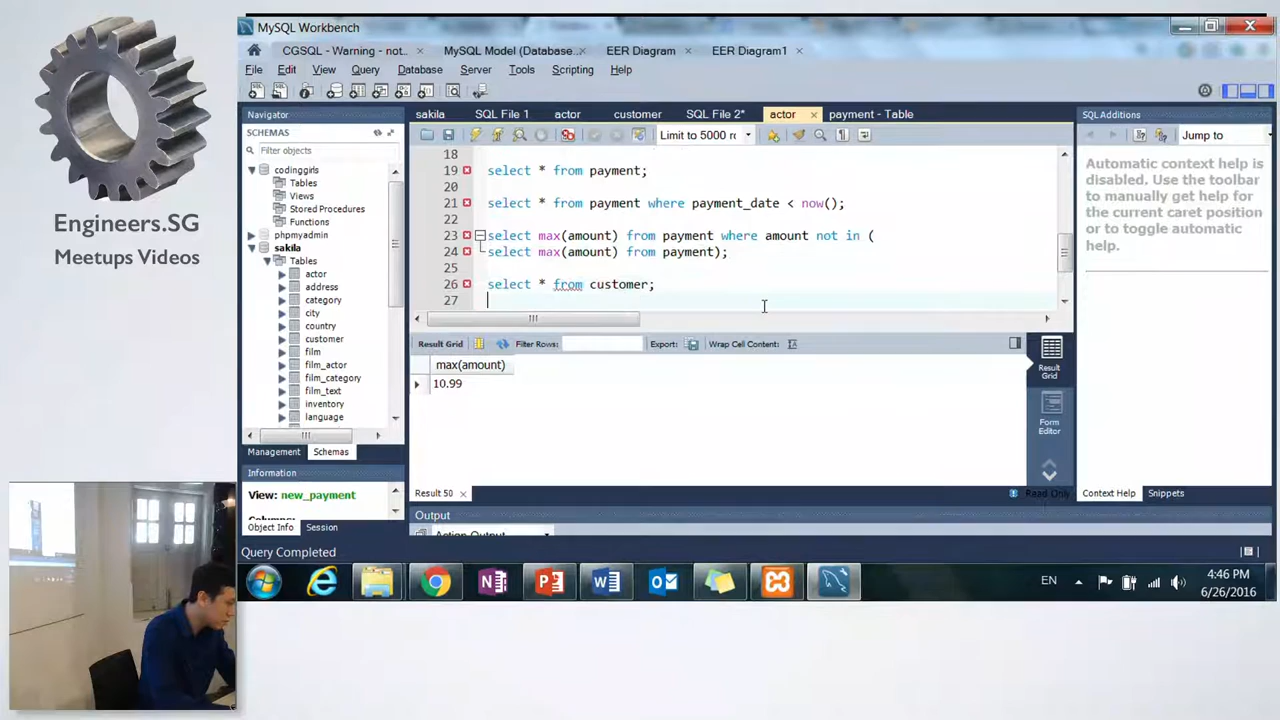 MySQL Workbench
CGSQL - Warning - not...
MySQL Model (Database...
EER Diagram
EER Diagram1
File Edit View Query Database Server Tools Scripting Help
Navigator
SCHEMAS
Filter objects
codinggirls
Tables
Views
Stored Procedures
Functions
phpmyadmin
sakila
Tables
actor
address
category
city
country
customer
film
film_actor
film_category
film_text
inventory
language
Management Schemas
Information
View: new_payment
Object Info Session
sakila SQL File 1 actor customer SQL File 2* actor payment - Table
Limit to 5000 rc
18
19 select * from payment;
20
21 select * from payment where payment_date < now();
22
23 select max(amount) from payment where amount not in (
24 select max(amount) from payment);
25
26 select * from customer;
27
Result Grid Filter Rows: Export: Wrap Cell Content:
max(amount)
10.99
Result Grid
Form Editor
Result 50
Read Only
Output
Action Output
SQL Additions
Jump to
Automatic context help is
disabled. Use the toolbar
to manually get help for
the current caret position
or to toggle automatic
help.
Context Help Snippets
Query Completed
EN
4:46 PM
6/26/2016
Engineers.SG
Meetups Videos